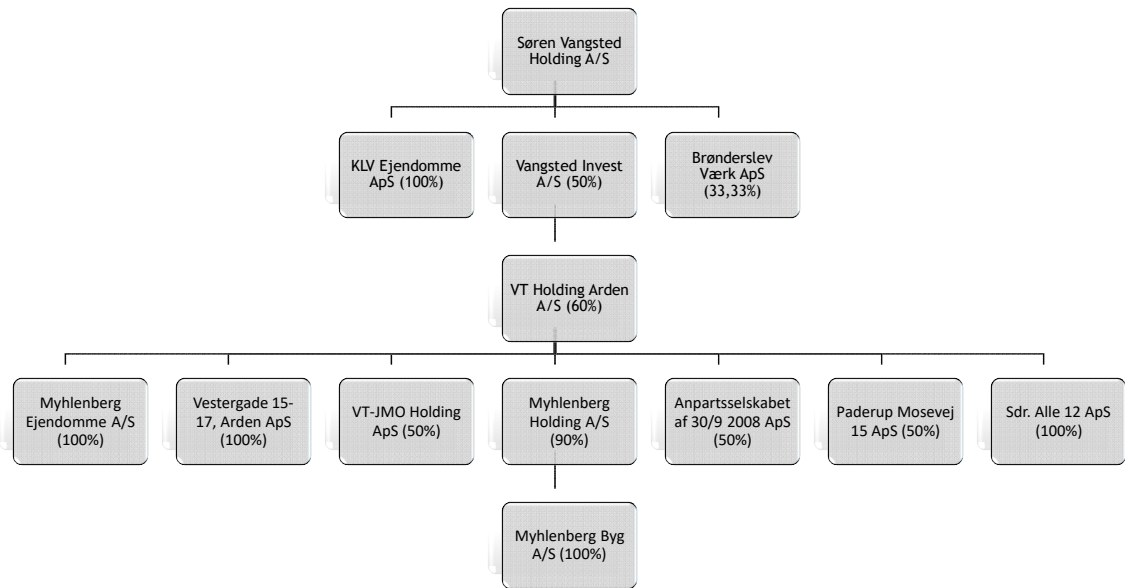 Søren Vangsted
Holding A/S
KLV Ejendomme
ApS (100%)
Vangsted Invest
A/S (50%)
Brønderslev
Værk ApS
(33,33%)
VT Holding Arden
A/S (60%)
Myhlenberg
Ejendomme A/S
(100%)
Vestergade 15-
17, Arden ApS
(100%)
VT-JMO Holding
ApS (50%)
Myhlenberg
Holding A/S
(90%)
Anpartsselskabet
af 30/9 2008 ApS
(50%)
Paderup Mosevej
15 ApS (50%)
Sdr. Alle 12 ApS
(100%)
Myhlenberg Byg
A/S (100%)